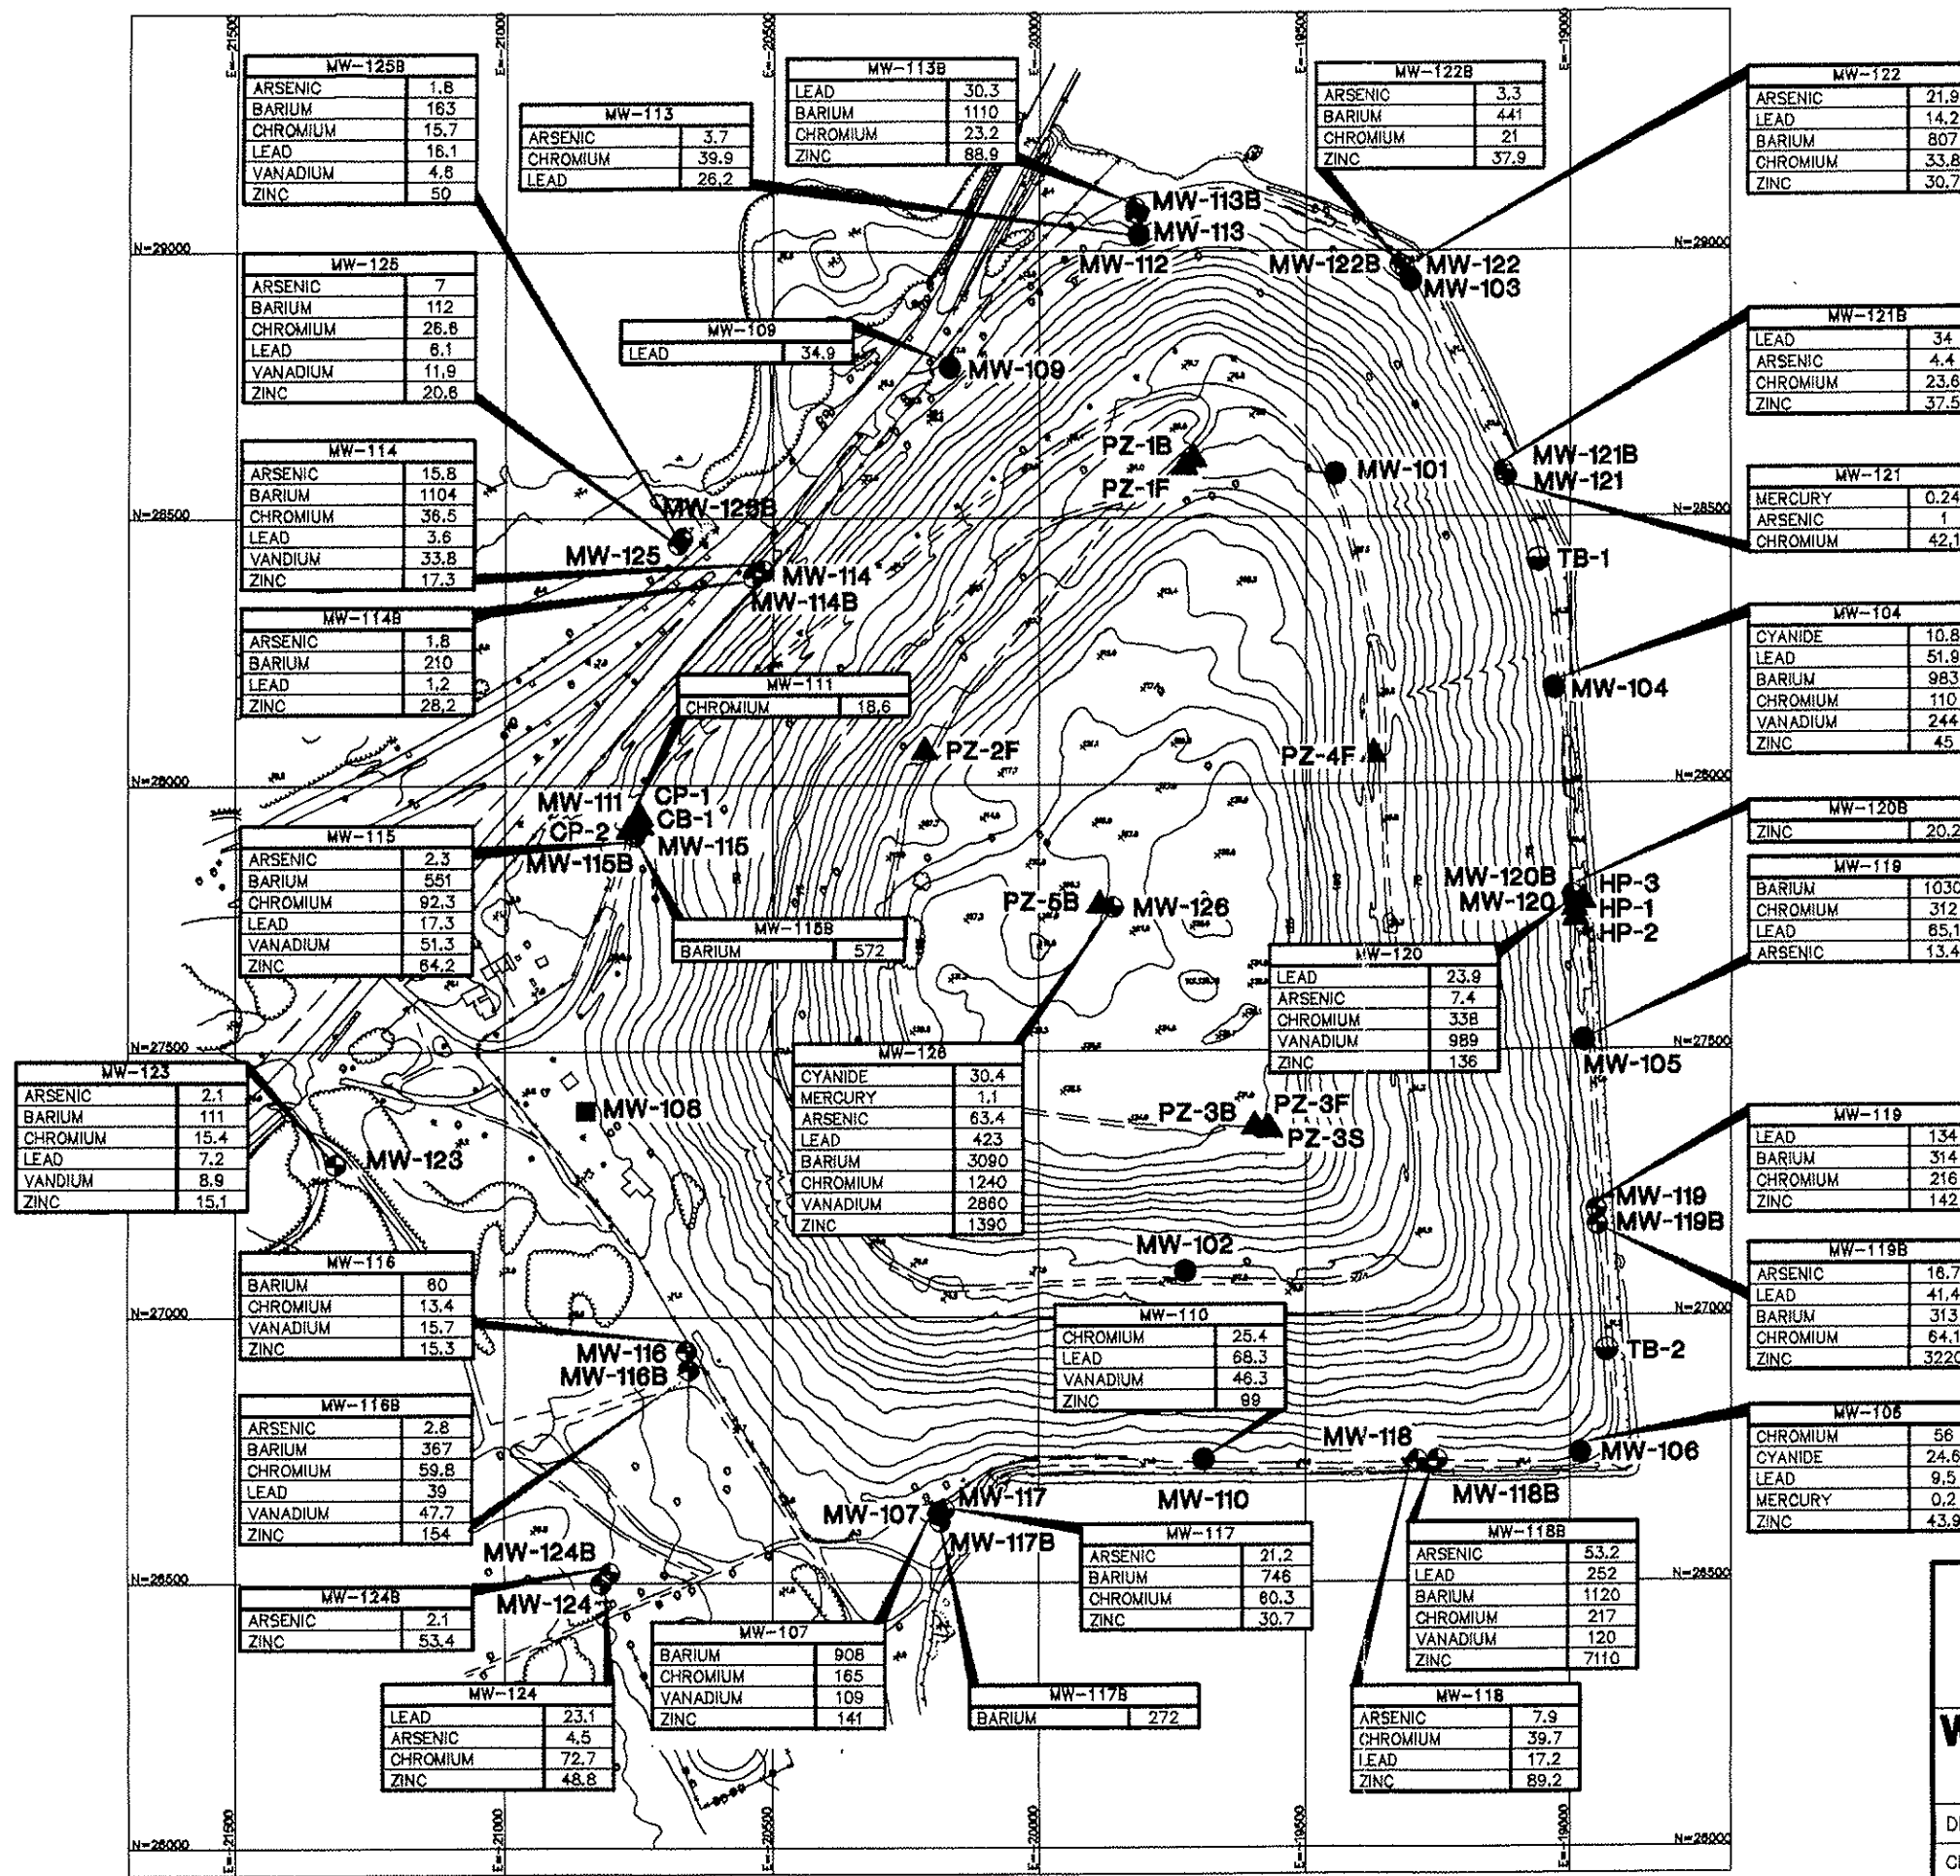 E=-21500
E=-21000
E=-20500
E=-20000
E=-19500
E=-19000
MW-125B
ARSENIC 1.8
BARIUM 163
CHROMIUM 15.7
LEAD 16.1
VANADIUM 4.8
ZINC 50
MW-113
ARSENIC 3.7
CHROMIUM 39.9
LEAD 26.2
MW-113B
LEAD 30.3
BARIUM 1110
CHROMIUM 23.2
ZINC 88.9
MW-122B
ARSENIC 3.3
BARIUM 441
CHROMIUM 21
ZINC 37.9
MW-122
ARSENIC 21.9
LEAD 14.2
BARIUM 807
CHROMIUM 33.8
ZINC 30.7
MW-113B
MW-113
MW-112
MW-122B
MW-122
MW-103
N=29000
N=29000
MW-125
ARSENIC 7
BARIUM 112
CHROMIUM 26.6
LEAD 6.1
VANADIUM 11.9
ZINC 20.6
MW-109
LEAD 34.9
MW-109
MW-121B
LEAD 34
ARSENIC 4.4
CHROMIUM 23.6
ZINC 37.5
MW-114
ARSENIC 15.8
BARIUM 1104
CHROMIUM 36.5
LEAD 3.6
VANDIUM 33.8
ZINC 17.3
PZ-1B
PZ-1F
MW-101
MW-121B
MW-121
MW-121
MERCURY 0.24
ARSENIC 1
CHROMIUM 42.1
N=28500
N=28500
MW-125B
MW-125
MW-114
MW-114B
TB-1
MW-114B
ARSENIC 1.8
BARIUM 210
LEAD 1.2
ZINC 28.2
MW-104
CYANIDE 10.8
LEAD 51.9
BARIUM 983
CHROMIUM 110
VANADIUM 244
ZINC 45
MW-111
CHROMIUM 18.6
MW-104
PZ-2F
PZ-4F
N=28000
N=28000
MW-111
CP-1
CP-2
CB-1
MW-115B
MW-115
MW-115
ARSENIC 2.3
BARIUM 551
CHROMIUM 92.3
LEAD 17.3
VANADIUM 51.3
ZINC 64.2
MW-115B
BARIUM 572
PZ-5B
MW-126
MW-120B
ZINC 20.2
MW-120B
MW-120
HP-3
HP-1
HP-2
MW-119
BARIUM 1030
CHROMIUM 312
LEAD 65.1
ARSENIC 13.4
MW-120
LEAD 23.9
ARSENIC 7.4
CHROMIUM 338
VANADIUM 989
ZINC 136
N=27500
N=27500
MW-105
MW-123
ARSENIC 2.1
BARIUM 111
CHROMIUM 15.4
LEAD 7.2
VANDIUM 8.9
ZINC 15.1
MW-123
MW-108
MW-126
CYANIDE 30.4
MERCURY 1.1
ARSENIC 63.4
LEAD 423
BARIUM 3090
CHROMIUM 1240
VANADIUM 2860
ZINC 1390
PZ-3B
PZ-3F
PZ-3S
MW-119
LEAD 134
BARIUM 314
CHROMIUM 216
ZINC 142
MW-119
MW-119B
MW-119B
ARSENIC 18.7
LEAD 41.4
BARIUM 313
CHROMIUM 64.1
ZINC 3220
MW-102
MW-116
BARIUM 60
CHROMIUM 13.4
VANADIUM 15.7
ZINC 15.3
N=27000
N=27000
MW-110
CHROMIUM 25.4
LEAD 68.3
VANADIUM 46.3
ZINC 99
TB-2
MW-116
MW-116B
MW-116B
ARSENIC 2.8
BARIUM 367
CHROMIUM 59.8
LEAD 39
VANADIUM 47.7
ZINC 154
MW-118
MW-106
MW-106
CHROMIUM 56
CYANIDE 24.6
LEAD 9.5
MERCURY 0.2
ZINC 43.9
MW-107
MW-117
MW-117B
MW-110
MW-118B
MW-117
ARSENIC 21.2
BARIUM 746
CHROMIUM 60.3
ZINC 30.7
MW-118B
ARSENIC 53.2
LEAD 252
BARIUM 1120
CHROMIUM 217
VANADIUM 120
ZINC 7110
MW-124B
MW-124
N=26500
N=26500
MW-124B
ARSENIC 2.1
ZINC 53.4
MW-107
BARIUM 908
CHROMIUM 165
VANADIUM 109
ZINC 141
MW-124
LEAD 23.1
ARSENIC 4.5
CHROMIUM 72.7
ZINC 48.8
MW-117B
BARIUM 272
MW-118
ARSENIC 7.9
CHROMIUM 39.7
LEAD 17.2
ZINC 89.2
N=26000
N=26000
E=-21500
E=-21000
E=-20500
E=-20000
E=-19500
E=-19000